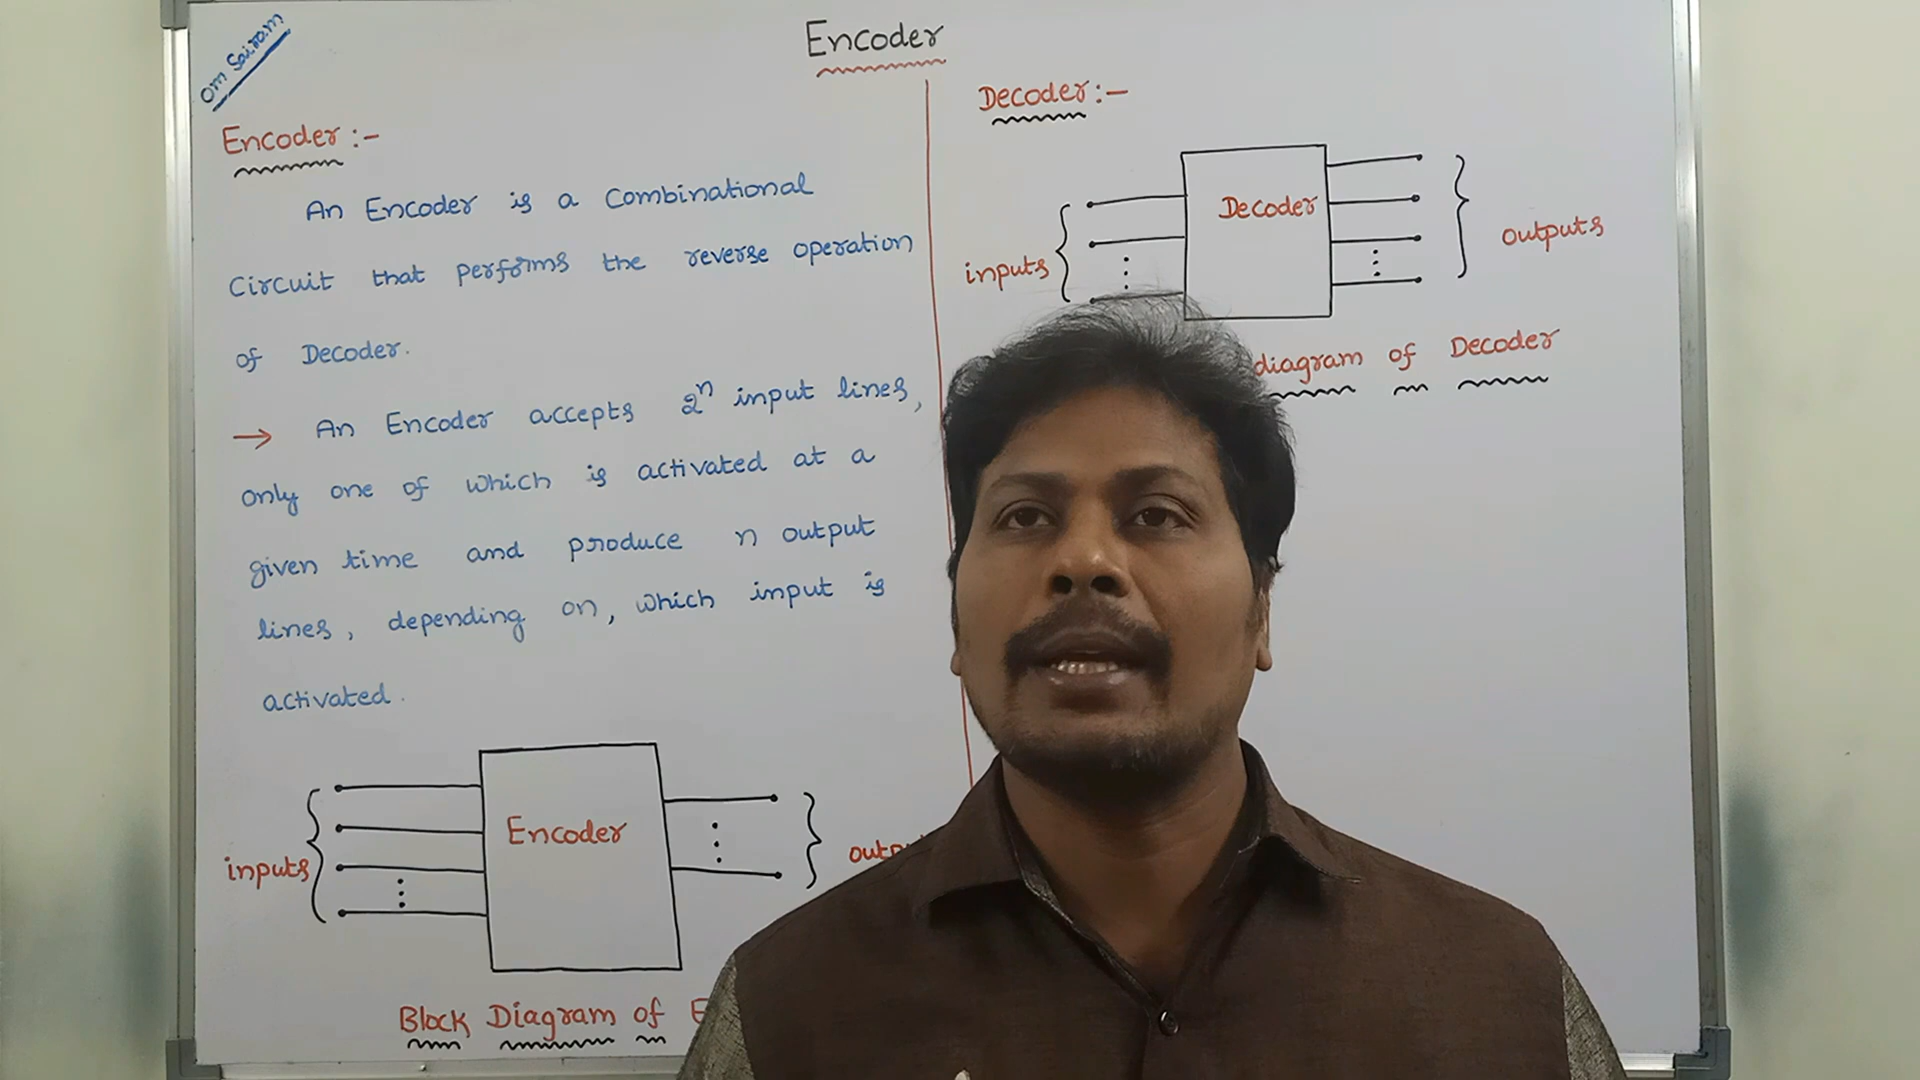 Om Sairam
Encoder
Encoder :-
An Encoder is a Combinational
Circuit that performs the reverse operation
of Decoder.
→ An Encoder accepts 2ⁿ input lines,
only one of which is activated at a
given time and produce n output
lines, depending on, which input is
activated.
inputs
Encoder
Block Diagram of
Decoder :-
inputs
Decoder
outputs
diagram of Decoder